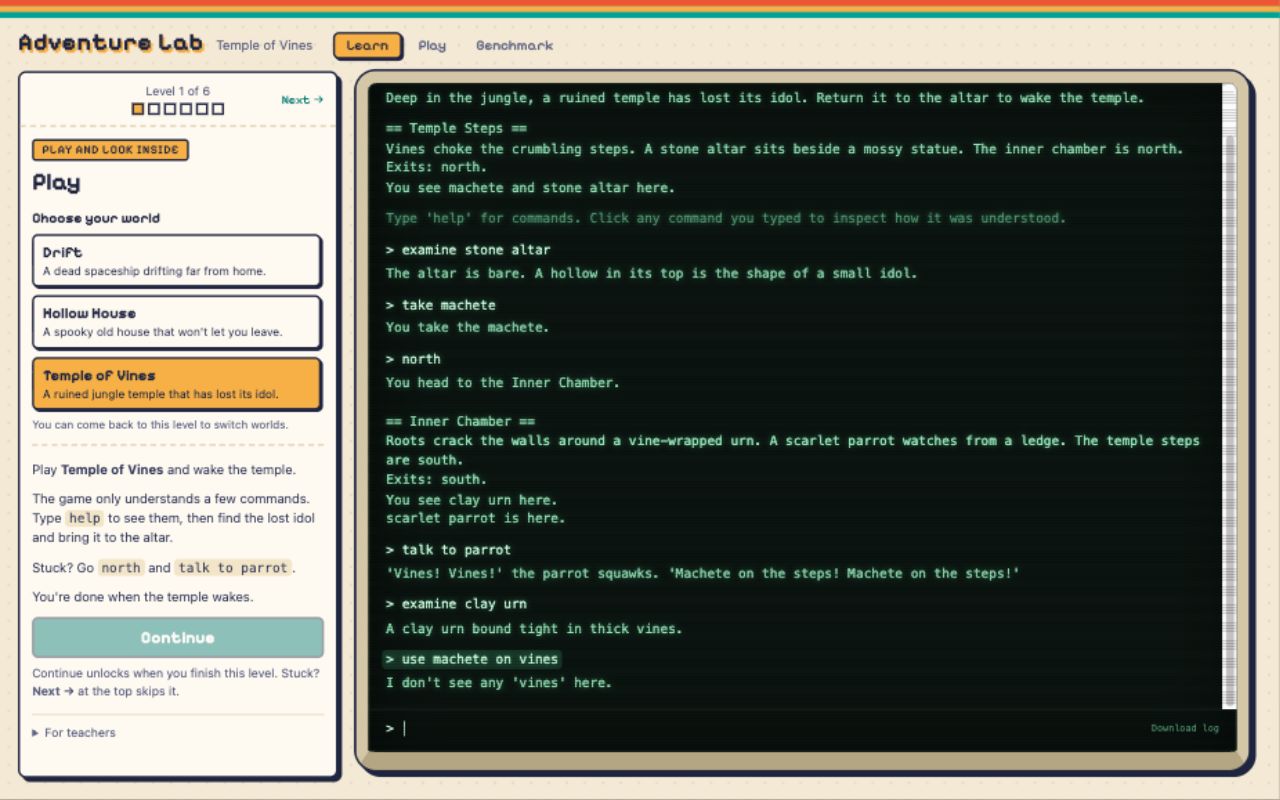 Adventure Lab Temple of Vines Learn Play Benchmark
Level 1 of 6
Next →
PLAY AND LOOK INSIDE
Play
Choose your world
Drift
A dead spaceship drifting far from home.
Hollow House
A spooky old house that won't let you leave.
Temple of Vines
A ruined jungle temple that has lost its idol.
You can come back to this level to switch worlds.
Play Temple of Vines and wake the temple.
The game only understands a few commands.
Type help to see them, then find the lost idol
and bring it to the altar.
Stuck? Go north and talk to parrot.
You're done when the temple wakes.
Continue
Continue unlocks when you finish this level. Stuck?
Next → at the top skips it.
▶ For teachers
Deep in the jungle, a ruined temple has lost its idol. Return it to the altar to wake the temple.
== Temple Steps ==
Vines choke the crumbling steps. A stone altar sits beside a mossy statue. The inner chamber is north.
Exits: north.
You see machete and stone altar here.
Type 'help' for commands. Click any command you typed to inspect how it was understood.
> examine stone altar
The altar is bare. A hollow in its top is the shape of a small idol.
> take machete
You take the machete.
> north
You head to the Inner Chamber.
== Inner Chamber ==
Roots crack the walls around a vine-wrapped urn. A scarlet parrot watches from a ledge. The temple steps
are south.
Exits: south.
You see clay urn here.
scarlet parrot is here.
> talk to parrot
'Vines! Vines!' the parrot squawks. 'Machete on the steps! Machete on the steps!'
> examine clay urn
A clay urn bound tight in thick vines.
> use machete on vines
I don't see any 'vines' here.
>
Download log